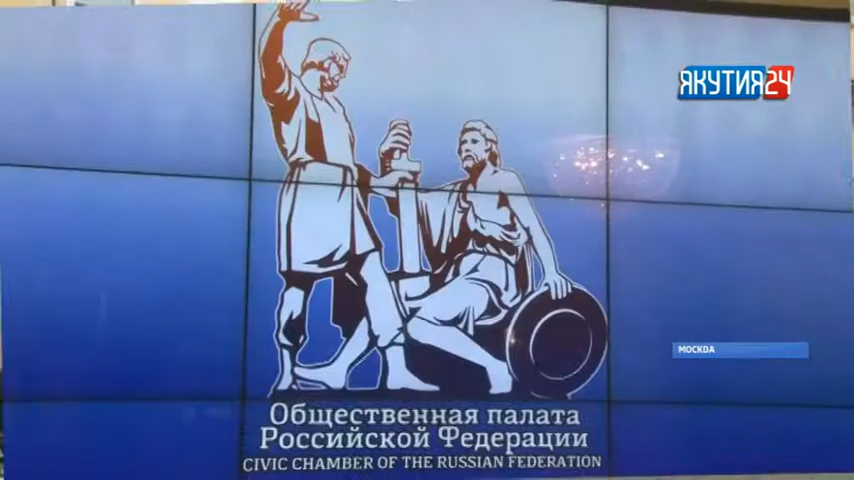 ЯКУТИЯ24
МОСКВА
Общественная палата
Российской Федерации
CIVIC CHAMBER OF THE RUSSIAN FEDERATION